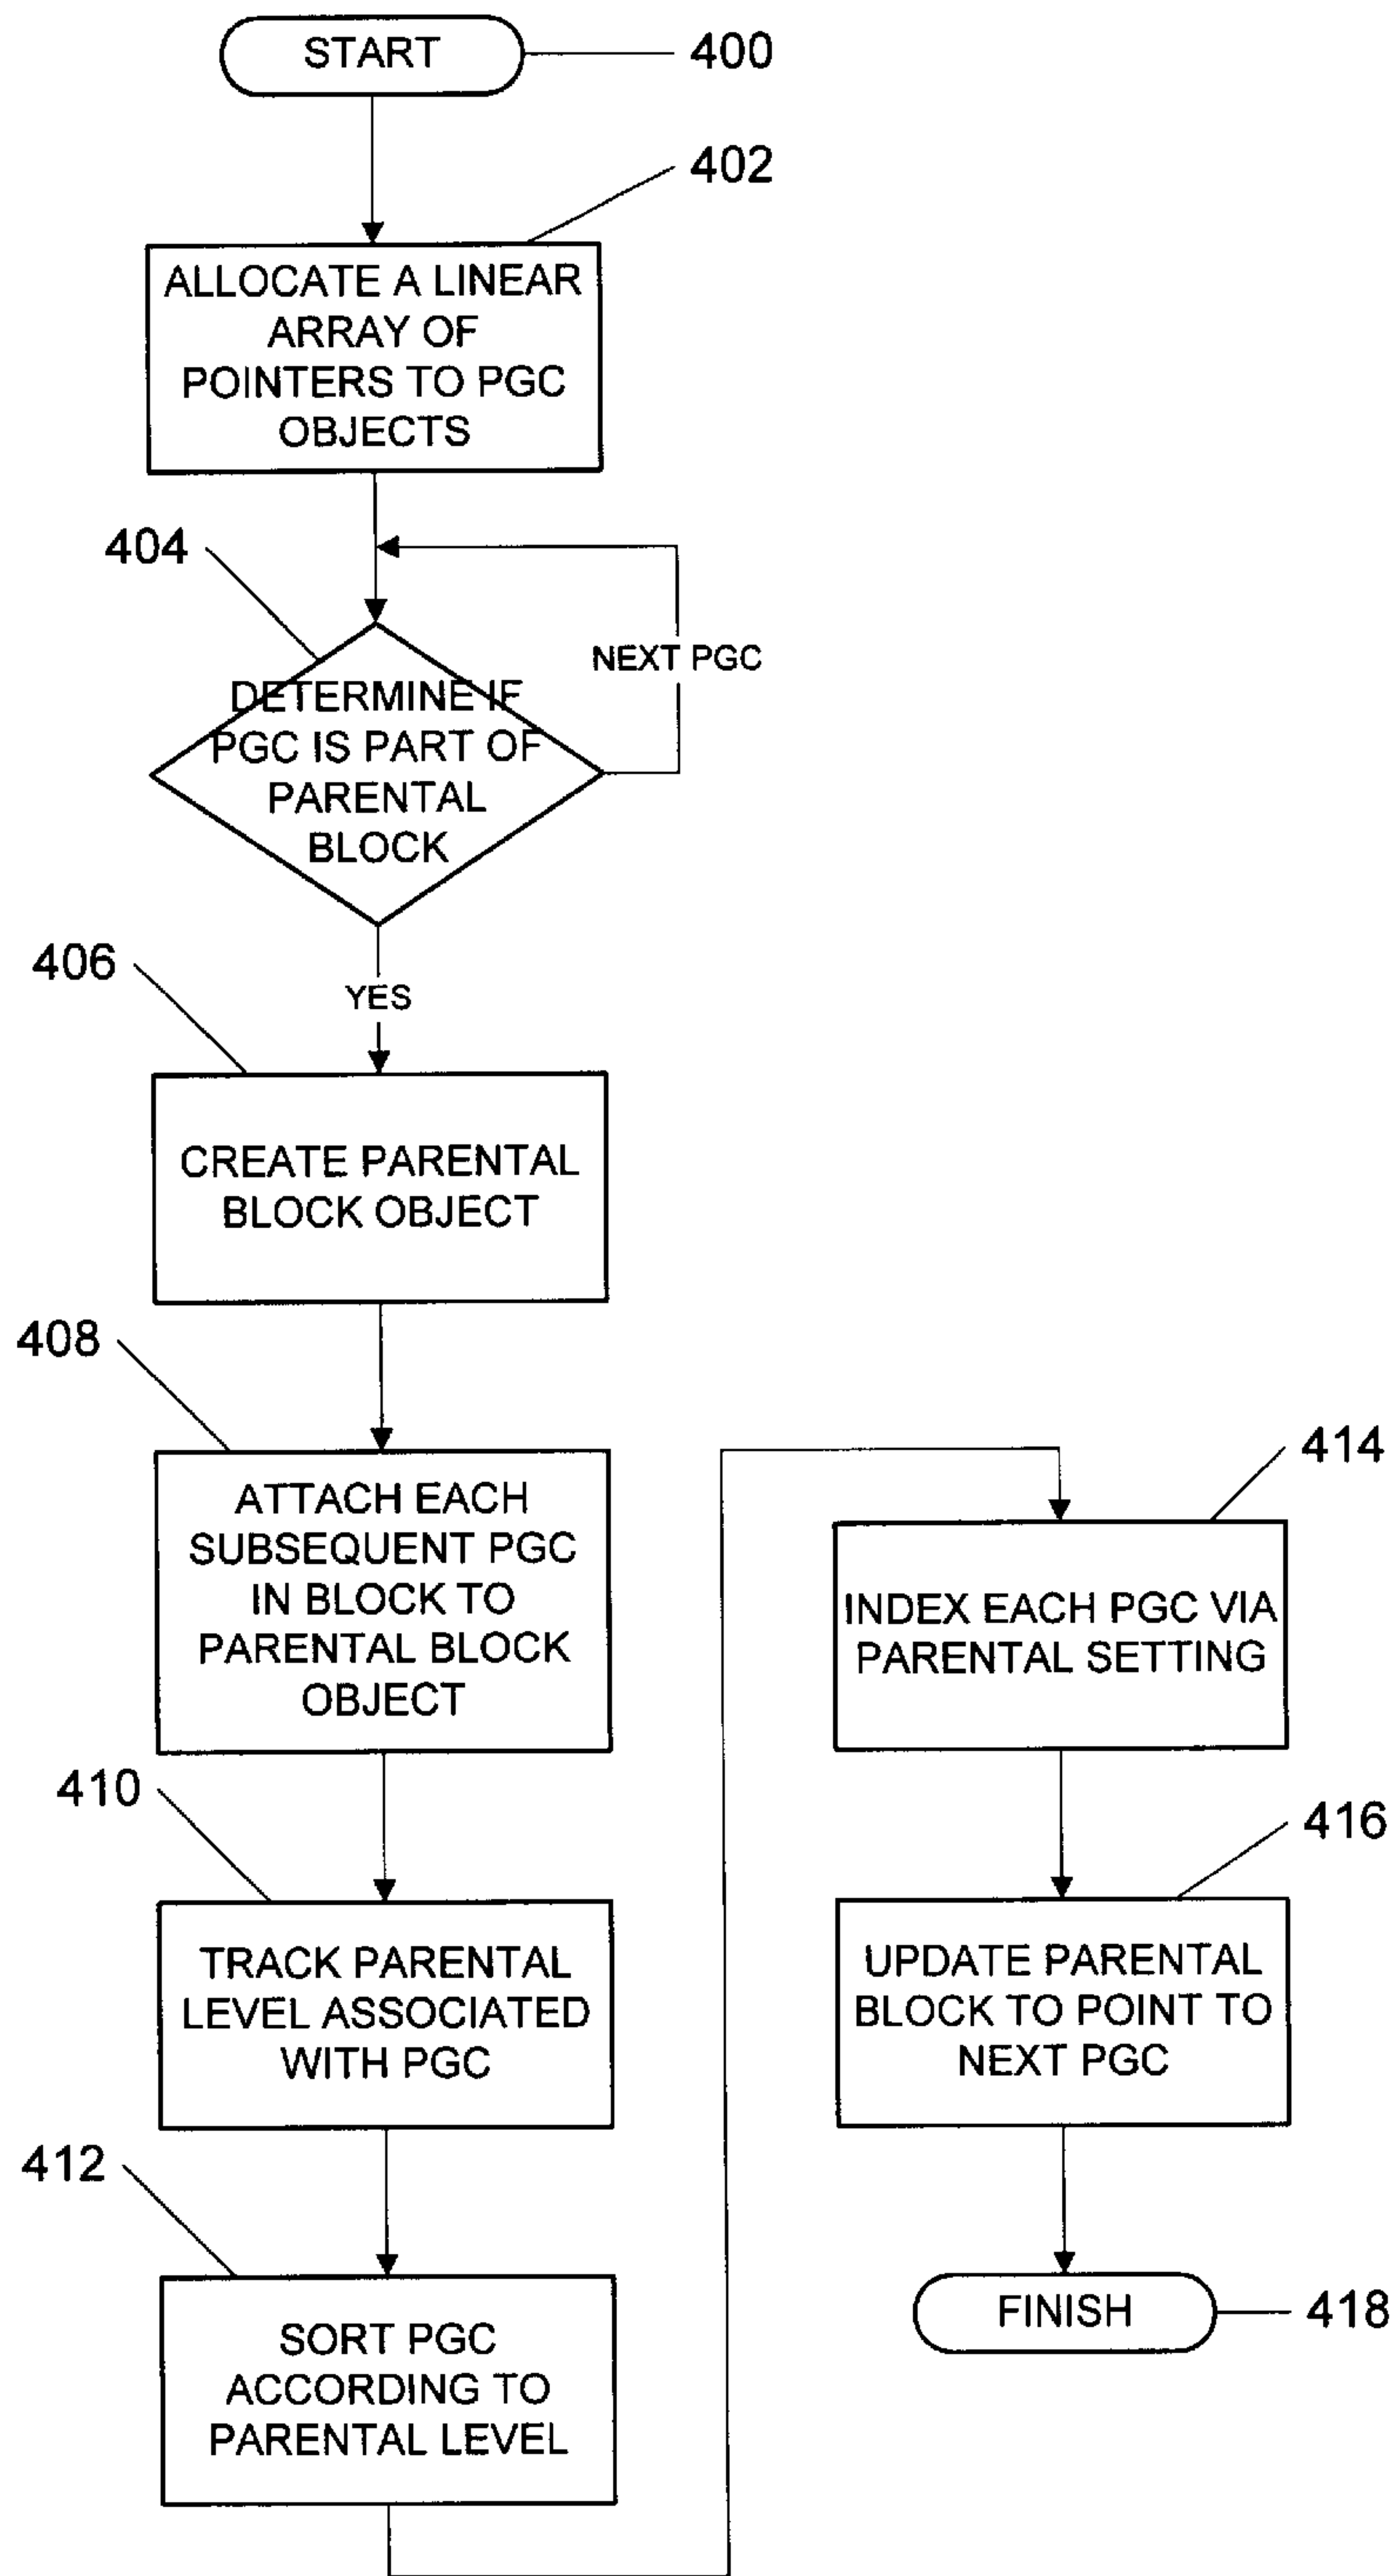 START
400
402
ALLOCATE A LINEAR
ARRAY OF
POINTERS TO PGC
OBJECTS
404
NEXT PGC
DETERMINE IF
PGC IS PART OF
PARENTAL
BLOCK
406
YES
CREATE PARENTAL
BLOCK OBJECT
408
ATTACH EACH
SUBSEQUENT PGC
IN BLOCK TO
PARENTAL BLOCK
OBJECT
410
TRACK PARENTAL
LEVEL ASSOCIATED
WITH PGC
412
SORT PGC
ACCORDING TO
PARENTAL LEVEL
414
INDEX EACH PGC VIA
PARENTAL SETTING
416
UPDATE PARENTAL
BLOCK TO POINT TO
NEXT PGC
FINISH
418